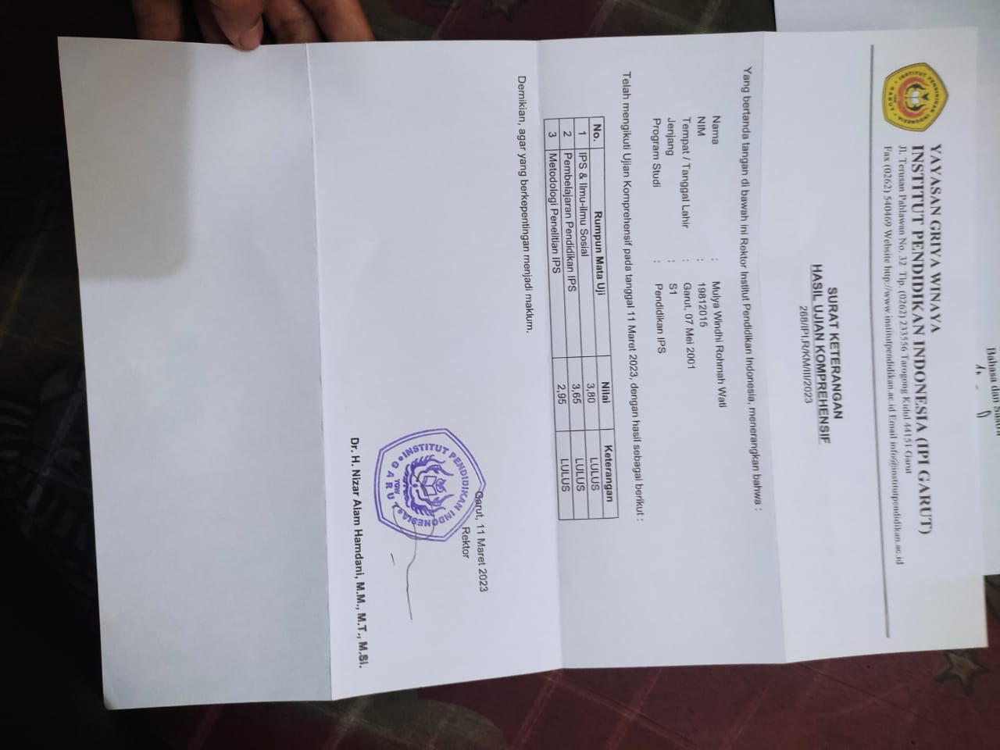 YAYASAN GRIYA WINAYA
INSTITUT PENDIDIKAN INDONESIA (IPI GARUT)
Jl. Terusan Pahlawan No. 32 Tlp. (0262) 233556 Tarogong Kidul 44151 Garut
Fax (0262) 540469 Website http://www.institutpendidikan.ac.id Email info@institutpendidikan.ac.id
SURAT KETERANGAN
HASIL UJIAN KOMPREHENSIF
268/IPI.R/KM/III/2023
Yang bertanda tangan di bawah ini Rektor Institut Pendidikan Indonesia, menerangkan bahwa :
Nama : Mulya Windhi Rohmah Wati
NIM : 19812015
Tempat / Tanggal Lahir : Garut, 07 Mei 2001
Jenjang : S1
Program Studi : Pendidikan IPS
Telah mengikuti Ujian Komprehensif pada tanggal 11 Maret 2023, dengan hasil sebagai berikut :
No. Rumpun Mata Uji Nilai Keterangan
1 IPS & Ilmu-ilmu Sosial 3,80 LULUS
2 Pembelajaran Pendidikan IPS 3,65 LULUS
3 Metodologi Penelitian IPS 2,95 LULUS
Demikian, agar yang berkepentingan menjadi maklum.
Garut, 11 Maret 2023
Rektor
INSTITUT PENDIDIKAN INDONESIA
YGW
GARUT
Dr. H. Nizar Alam Hamdani, M.M., M.T., M.Si.
Bahasa dan Sastra